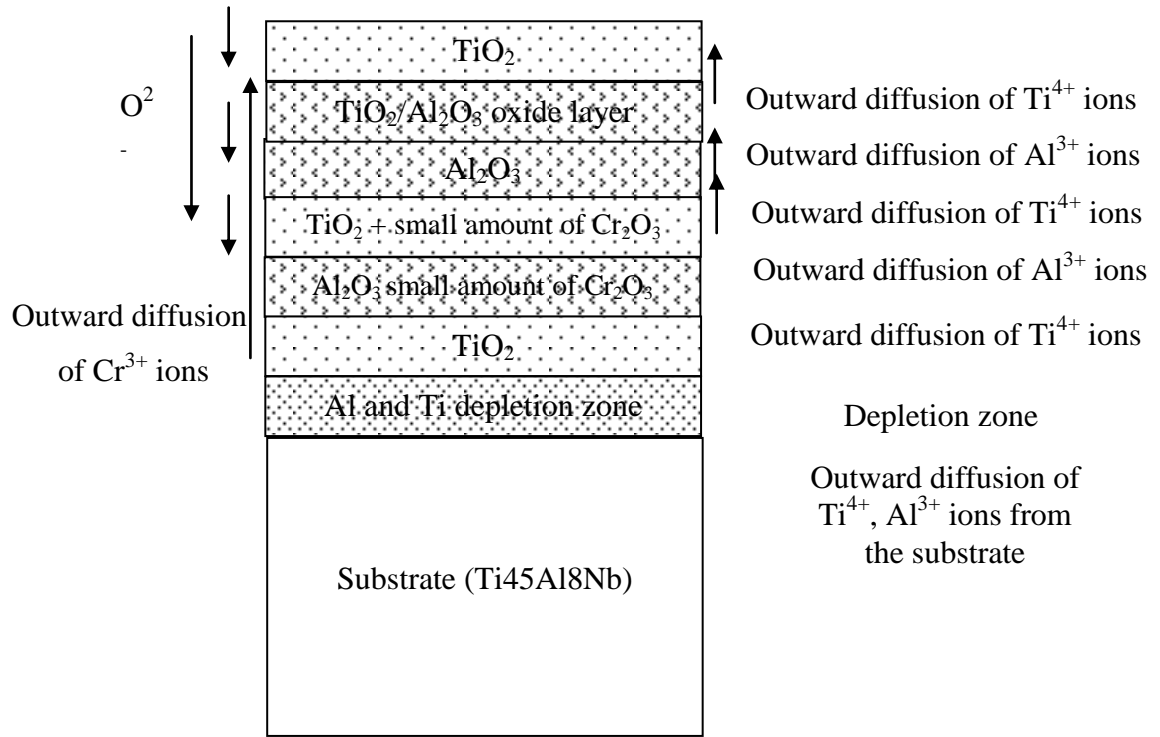 TiO₂
O²
-
TiO₂/Al₂O₃ oxide layer
Outward diffusion of Ti⁴⁺ ions
Al₂O₃
Outward diffusion of Al³⁺ ions
TiO₂ + small amount of Cr₂O₃
Outward diffusion of Ti⁴⁺ ions
Al₂O₃ small amount of Cr₂O₃
Outward diffusion of Al³⁺ ions
Outward diffusion
of Cr³⁺ ions
TiO₂
Outward diffusion of Ti⁴⁺ ions
Al and Ti depletion zone
Depletion zone
Outward diffusion of
Ti⁴⁺, Al³⁺ ions from
the substrate
Substrate (Ti45Al8Nb)